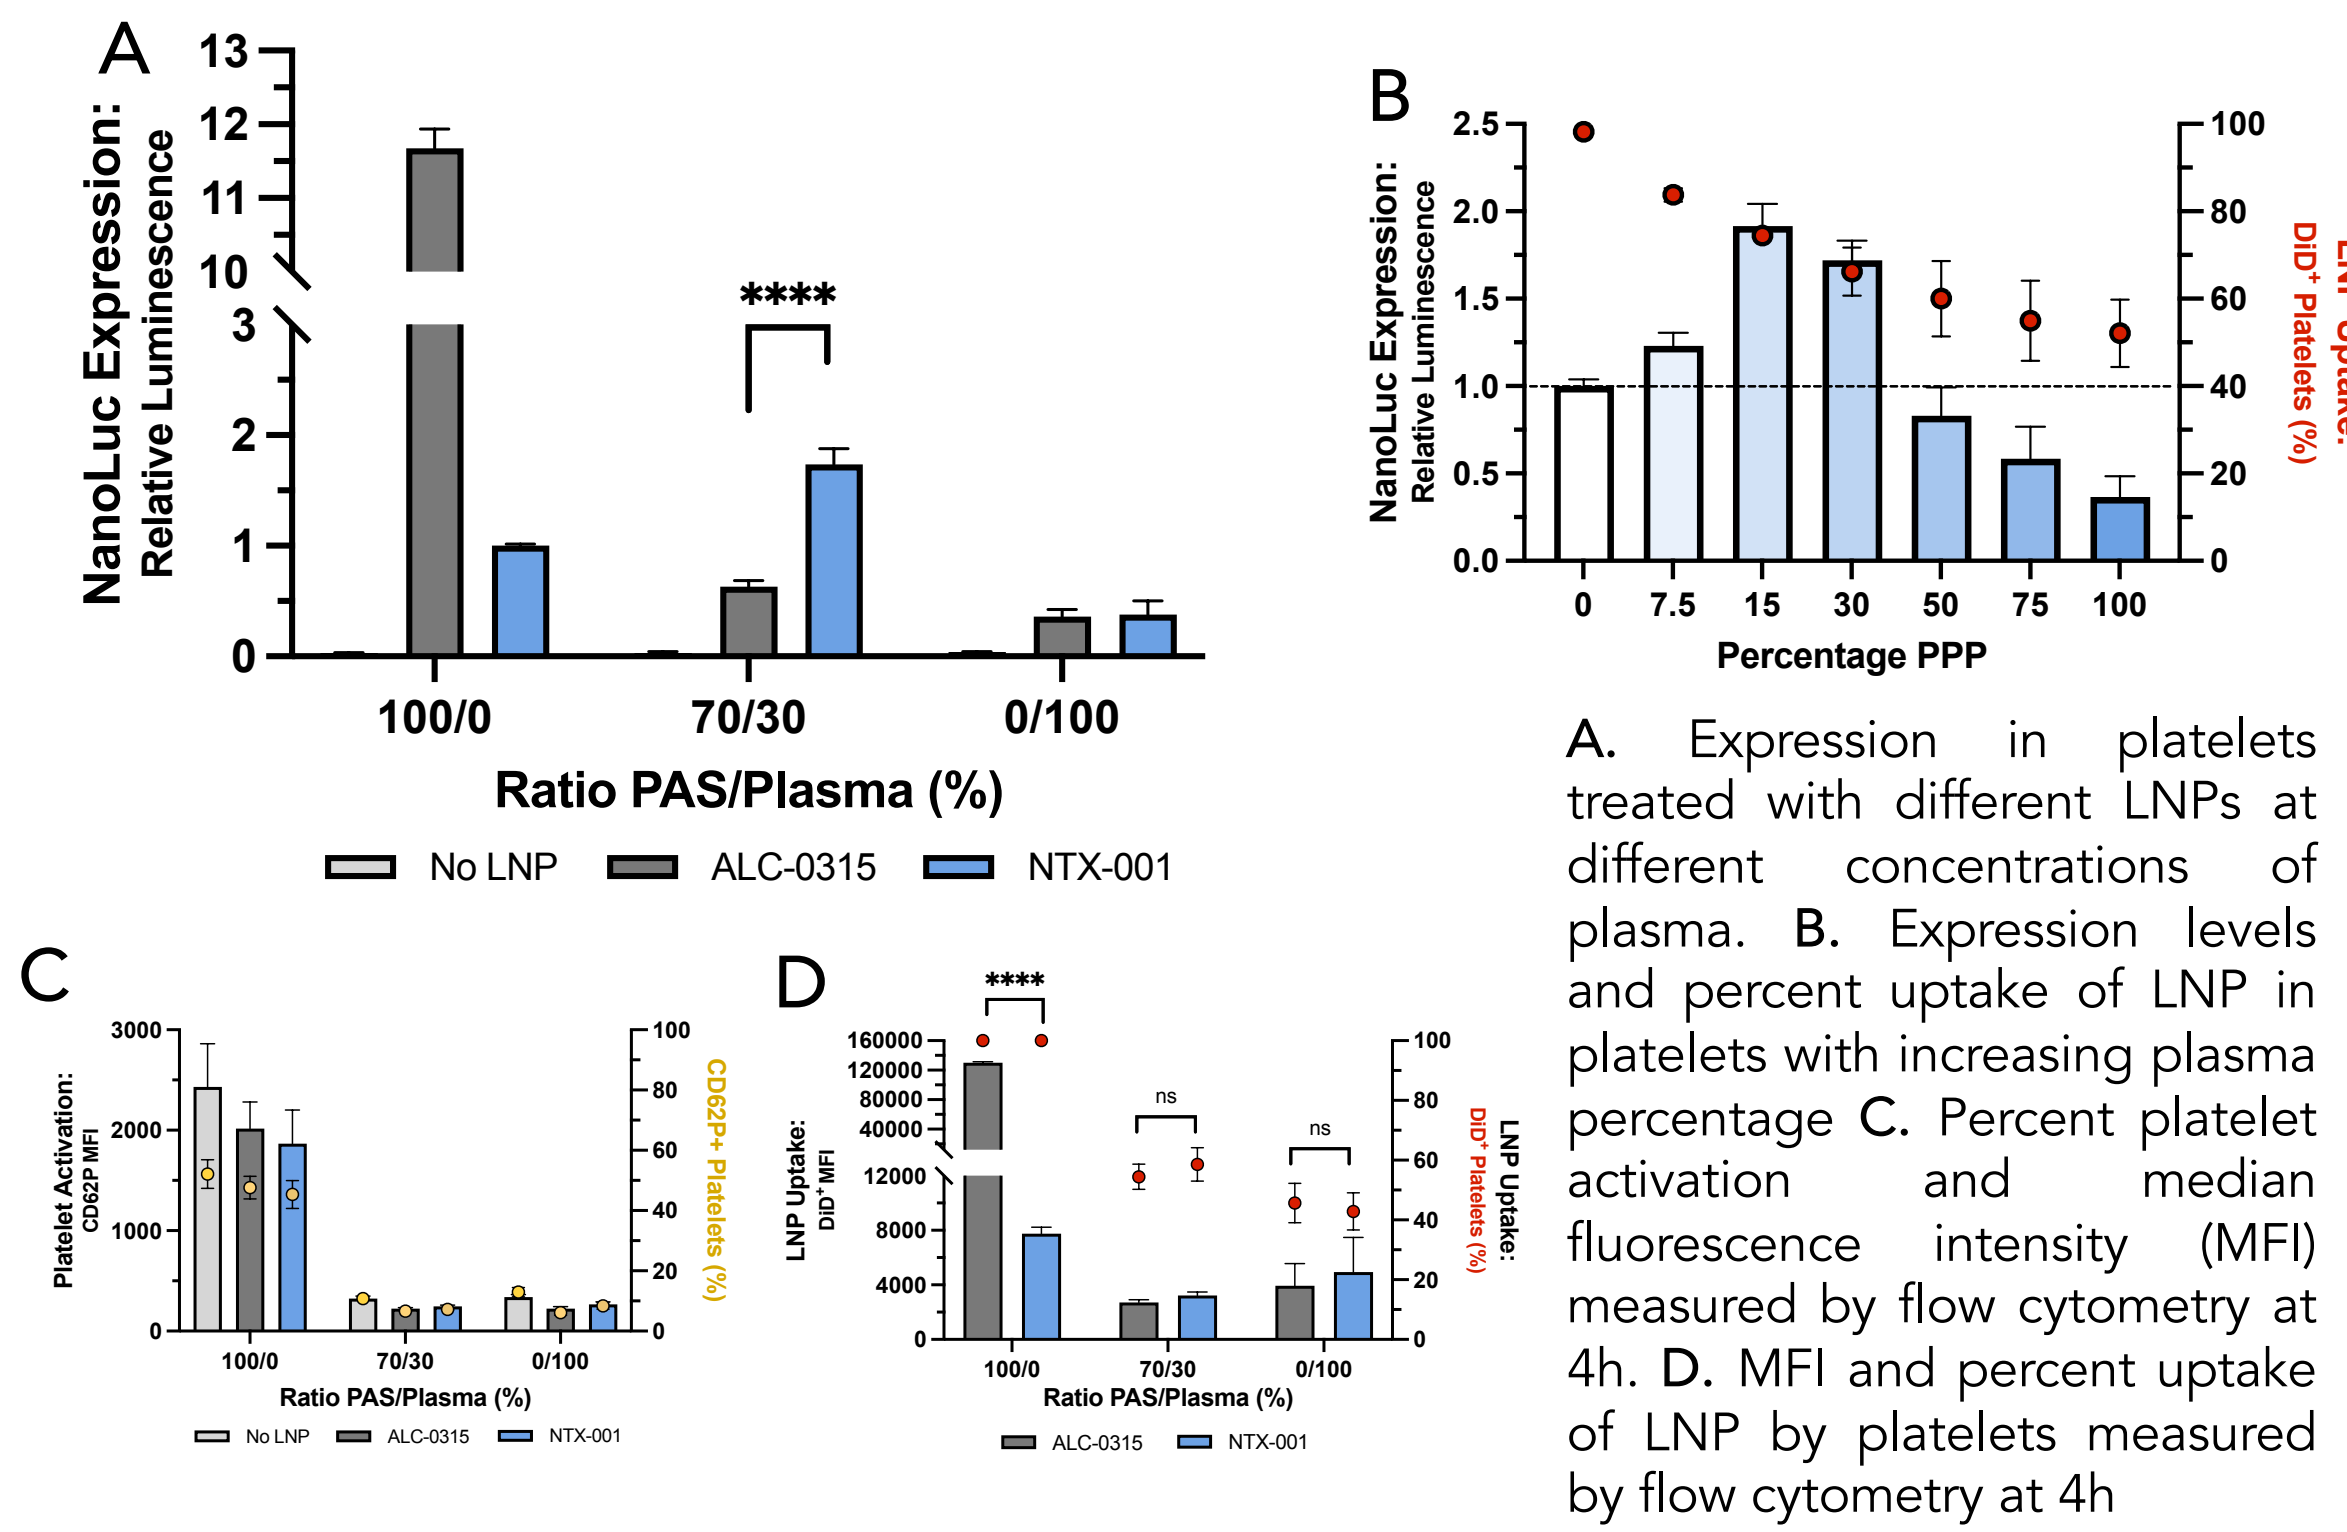 A
13
12
11
10
3
2
1
0
NanoLuc Expression:
Relative Luminescence
****
100/0
70/30
0/100
Ratio PAS/Plasma (%)
No LNP
ALC-0315
NTX-001
B
2.5
2.0
1.5
1.0
0.5
0.0
NanoLuc Expression:
Relative Luminescence
100
80
60
40
20
0
DiD+ Platelets (%)
LNP Uptake:
0
7.5
15
30
50
75
100
Percentage PPP
A. Expression in platelets
treated with different LNPs at
different concentrations of
plasma. B. Expression levels
and percent uptake of LNP in
platelets with increasing plasma
percentage C. Percent platelet
activation and median
fluorescence intensity (MFI)
measured by flow cytometry at
4h. D. MFI and percent uptake
of LNP by platelets measured
by flow cytometry at 4h
C
3000
2000
1000
0
Platelet Activation:
CD62P MFI
100
80
60
40
20
0
CD62P+ Platelets (%)
100/0
70/30
0/100
Ratio PAS/Plasma (%)
No LNP
ALC-0315
NTX-001
D
160000
120000
80000
40000
12000
8000
4000
0
LNP Uptake:
DiD+ MFI
****
ns
ns
100
80
60
40
20
0
DiD+ Platelets (%)
LNP Uptake:
100/0
70/30
0/100
Ratio PAS/Plasma (%)
ALC-0315
NTX-001